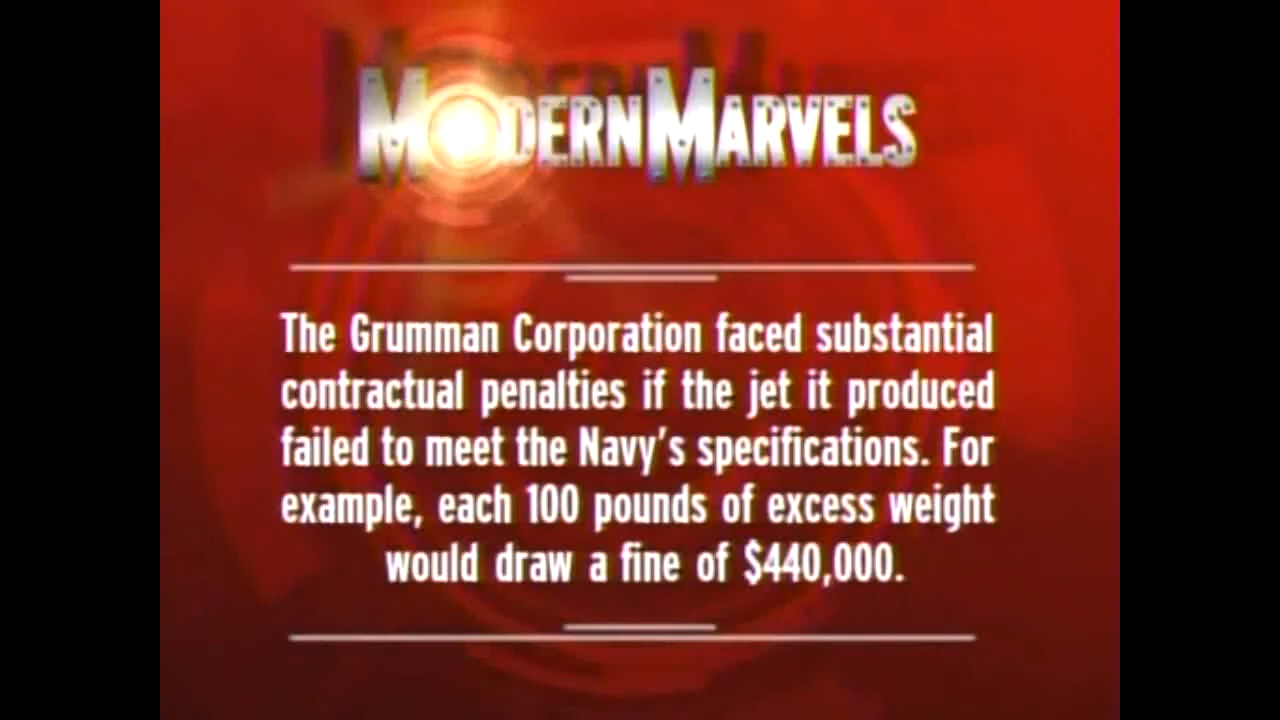 MODERN MARVELS
The Grumman Corporation faced substantial
contractual penalties if the jet it produced
failed to meet the Navy's specifications. For
example, each 100 pounds of excess weight
would draw a fine of $440,000.